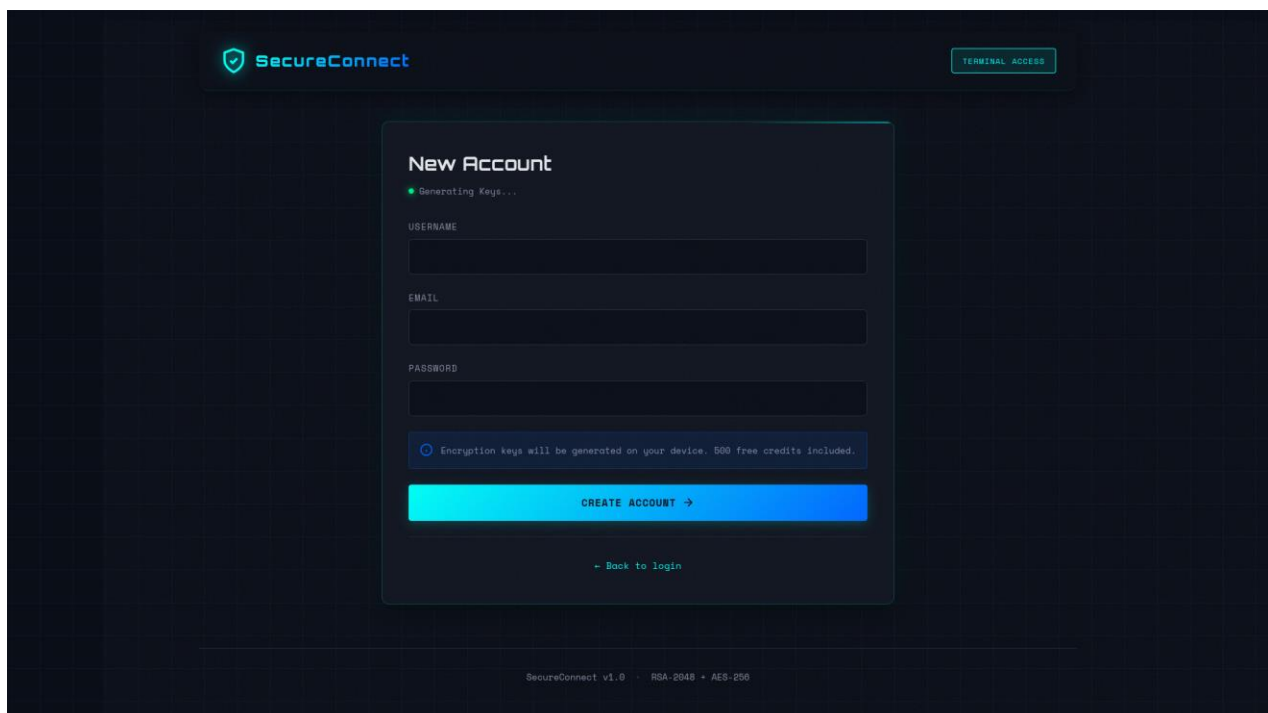 SecureConnect
TERMINAL ACCESS
New Account
Generating Keys...
USERNAME
EMAIL
PASSWORD
Encryption keys will be generated on your device. 500 free credits included.
CREATE ACCOUNT →
← Back to login
SecureConnect v1.0 · RSA-2048 + AES-256